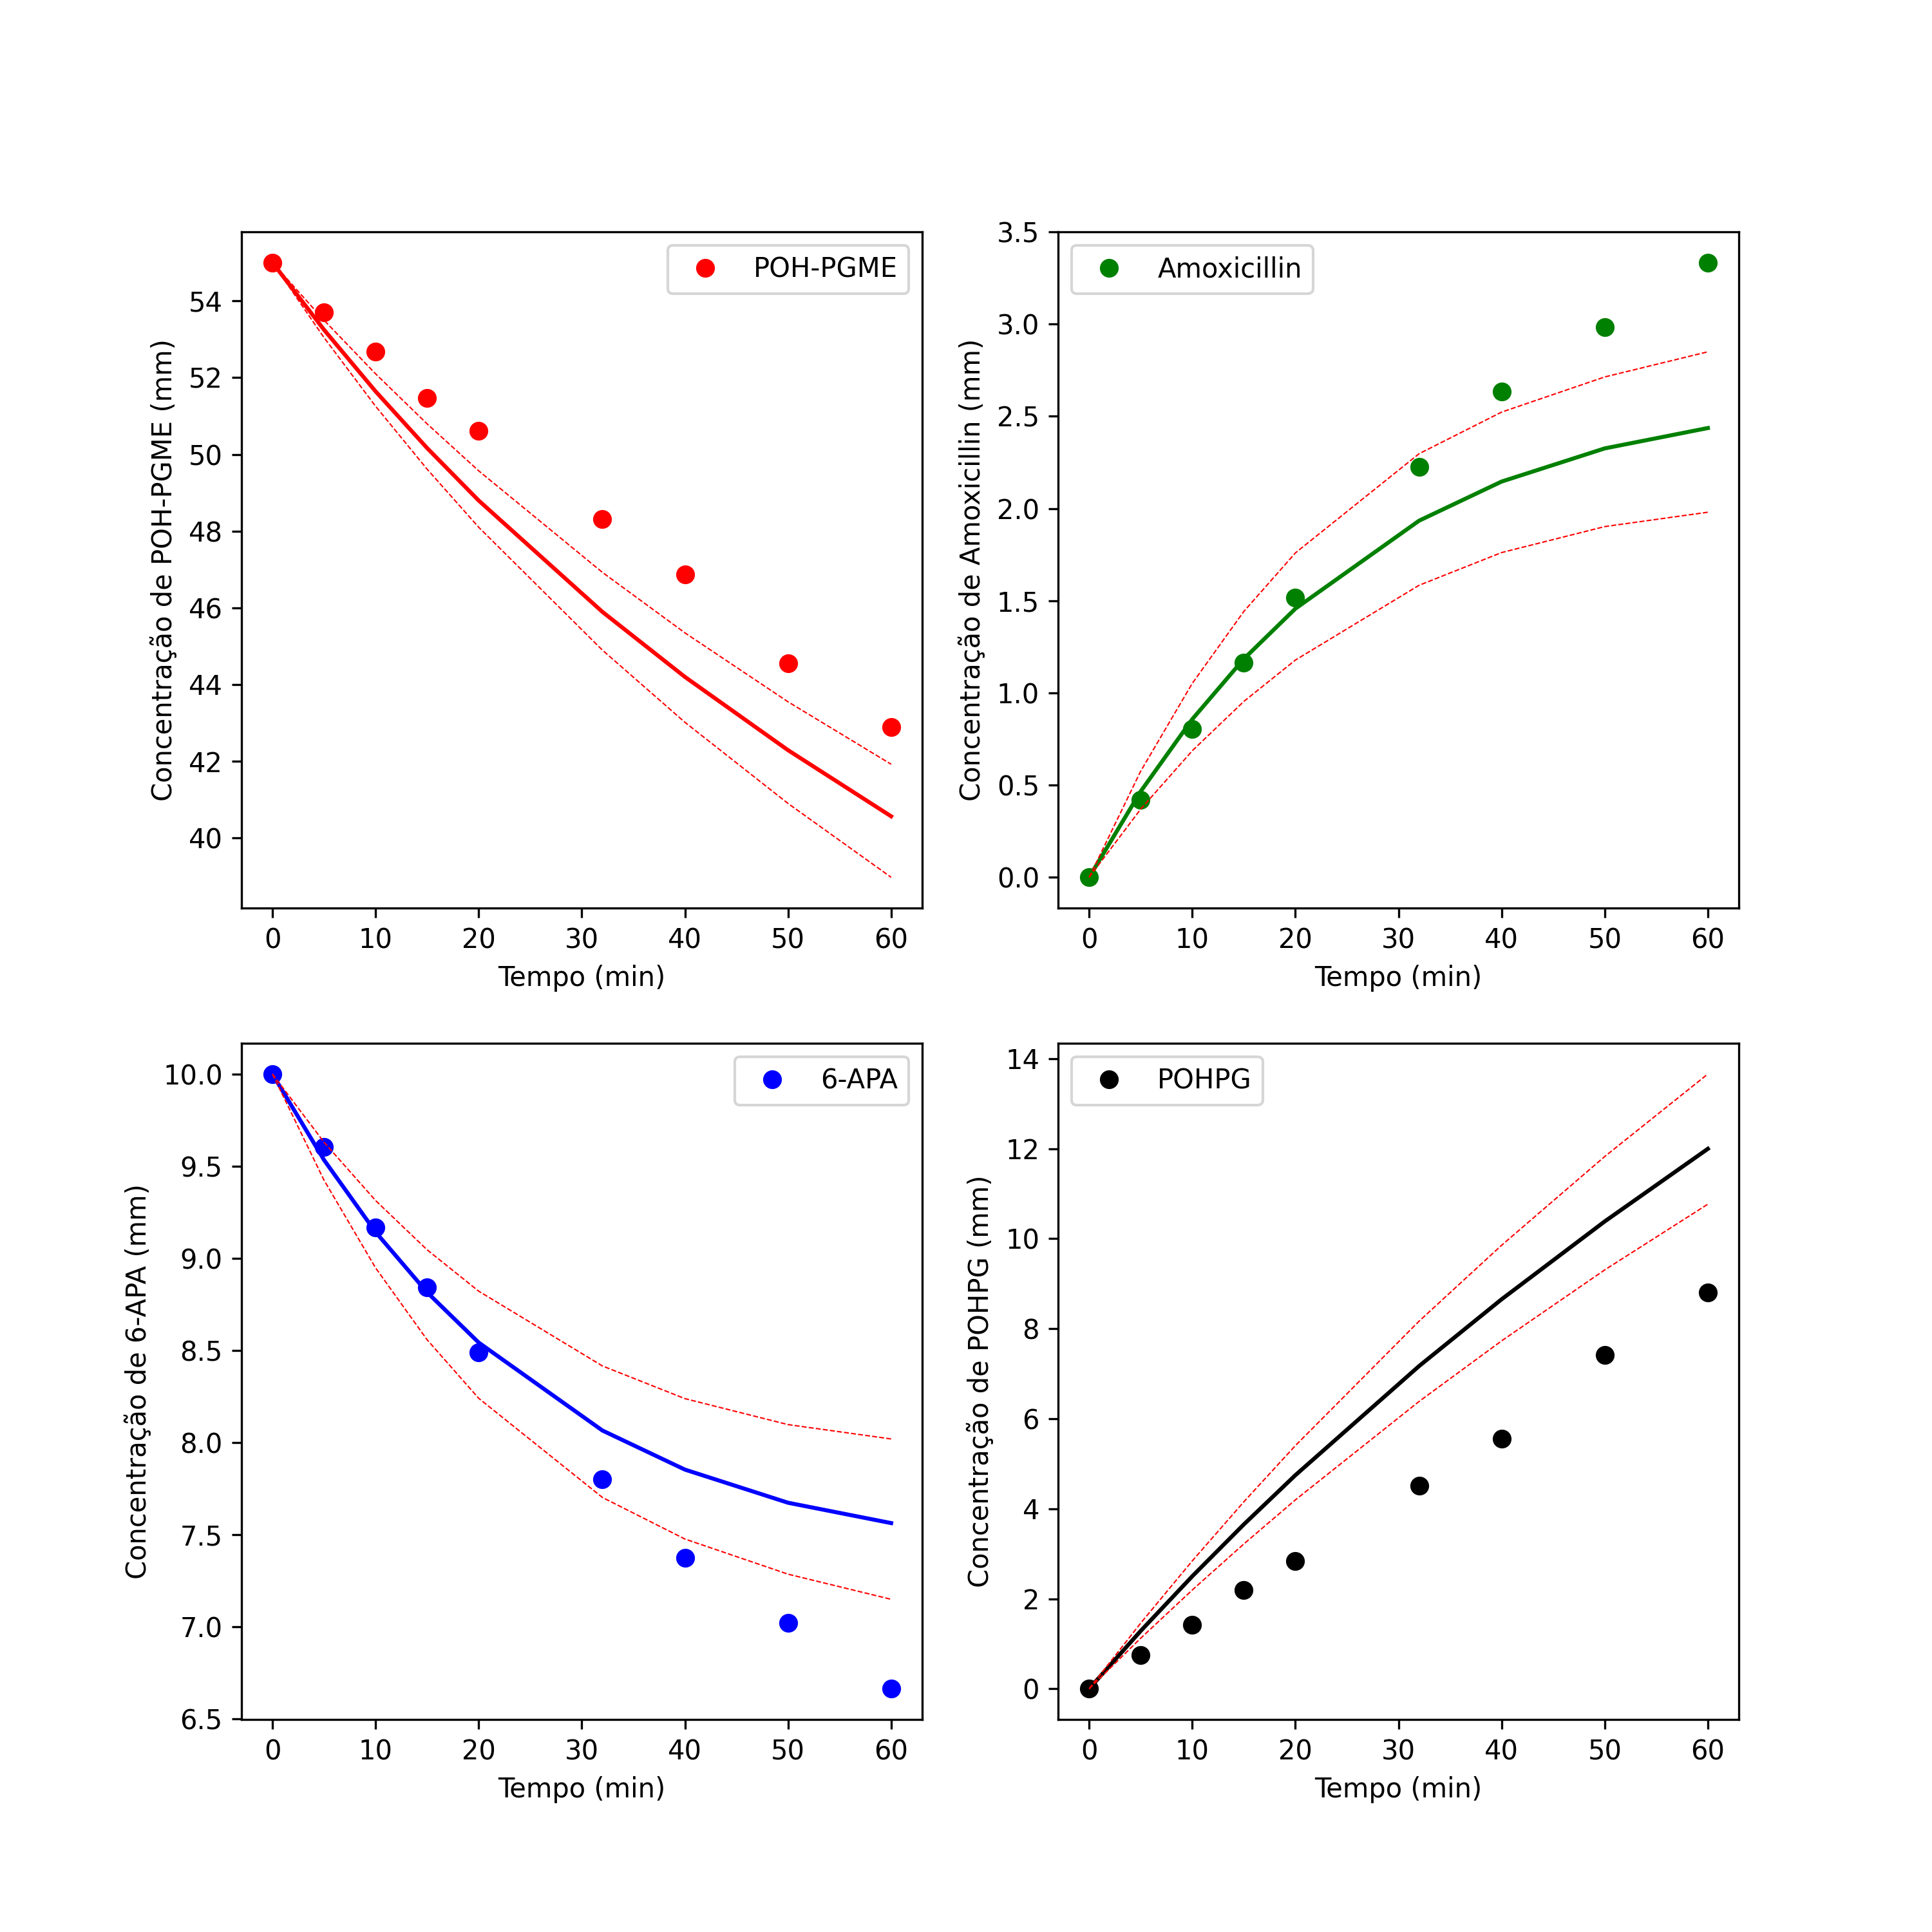 POH-PGME
Concentração de POH-PGME (mm)
54
52
50
48
46
44
42
40
0 10 20 30 40 50 60
Tempo (min)
Amoxicillin
Concentração de Amoxicillin (mm)
3.5
3.0
2.5
2.0
1.5
1.0
0.5
0.0
0 10 20 30 40 50 60
Tempo (min)
6-APA
Concentração de 6-APA (mm)
10.0
9.5
9.0
8.5
8.0
7.5
7.0
6.5
0 10 20 30 40 50 60
Tempo (min)
POHPG
Concentração de POHPG (mm)
14
12
10
8
6
4
2
0
0 10 20 30 40 50 60
Tempo (min)